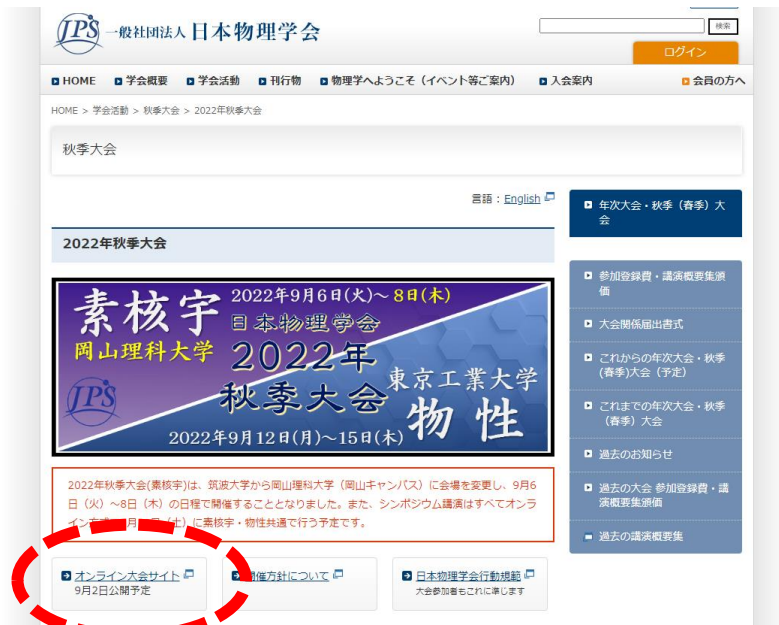 JPS 一般社団法人 日本物理学会
検索
ログイン
HOME 学会概要 学会活動 刊行物 物理学へようこそ（イベント等ご案内） 入会案内 会員の方へ
HOME > 学会活動 > 秋季大会 > 2022年秋季大会
秋季大会
言語：English
2022年秋季大会
素核宇
岡山理科大学
2022年9月6日(火)～8日(木)
日本物理学会
2022年
秋季大会
JPS
東京工業大学
物性
2022年9月12日(月)～15日(木)
2022年秋季大会(素核宇)は、筑波大学から岡山理科大学（岡山キャンパス）に会場を変更し、9月6
日（火）～8日（木）の日程で開催することとなりました。また、シンポジウム講演はすべてオンラ
イン 月 （土）に素核宇・物性共通で行う予定です。
オンライン大会サイト
9月2日公開予定
開催方針について
日本物理学会行動規範
大会参加者もこれに準じます
年次大会・秋季（春季）大
会
参加登録費・講演概要集頒
価
大会関係届出書式
これからの年次大会・秋季
(春季)大会（予定）
これまでの年次大会・秋季
（春季）大会
過去のお知らせ
過去の大会 参加登録費・講
演概要集頒価
過去の講演概要集